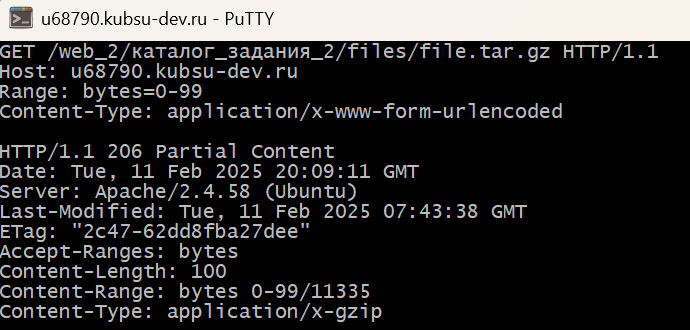 u68790.kubsu-dev.ru - PuTTY
GET /web_2/каталог_задания_2/files/file.tar.gz HTTP/1.1
Host: u68790.kubsu-dev.ru
Range: bytes=0-99
Content-Type: application/x-www-form-urlencoded

HTTP/1.1 206 Partial Content
Date: Tue, 11 Feb 2025 20:09:11 GMT
Server: Apache/2.4.58 (Ubuntu)
Last-Modified: Tue, 11 Feb 2025 07:43:38 GMT
ETag: "2c47-62dd8fba27dee"
Accept-Ranges: bytes
Content-Length: 100
Content-Range: bytes 0-99/11335
Content-Type: application/x-gzip